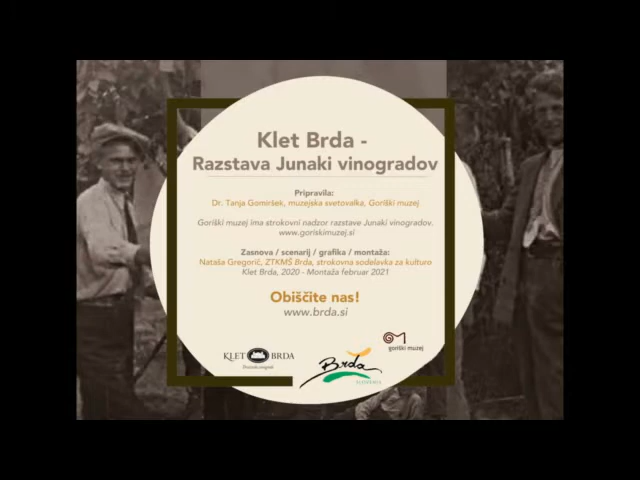 Klet Brda -
Razstava Junaki vinogradov
Pripravila:
Dr. Tanja Gomiršek, muzejska svetovalka, Goriški muzej
Goriški muzej ima strokovni nadzor razstave Junaki vinogradov.
www.goriskimuzej.si
Zasnova / scenarij / grafika / montaža:
Nataša Gregorič, ZTKMŠ Brda, strokovna sodelavka za kulturo
Klet Brda, 2020 - Montaža februar 2021
Obiščite nas!
www.brda.si
goriški muzej
KLET BRDA
Brda
SLOVENIA